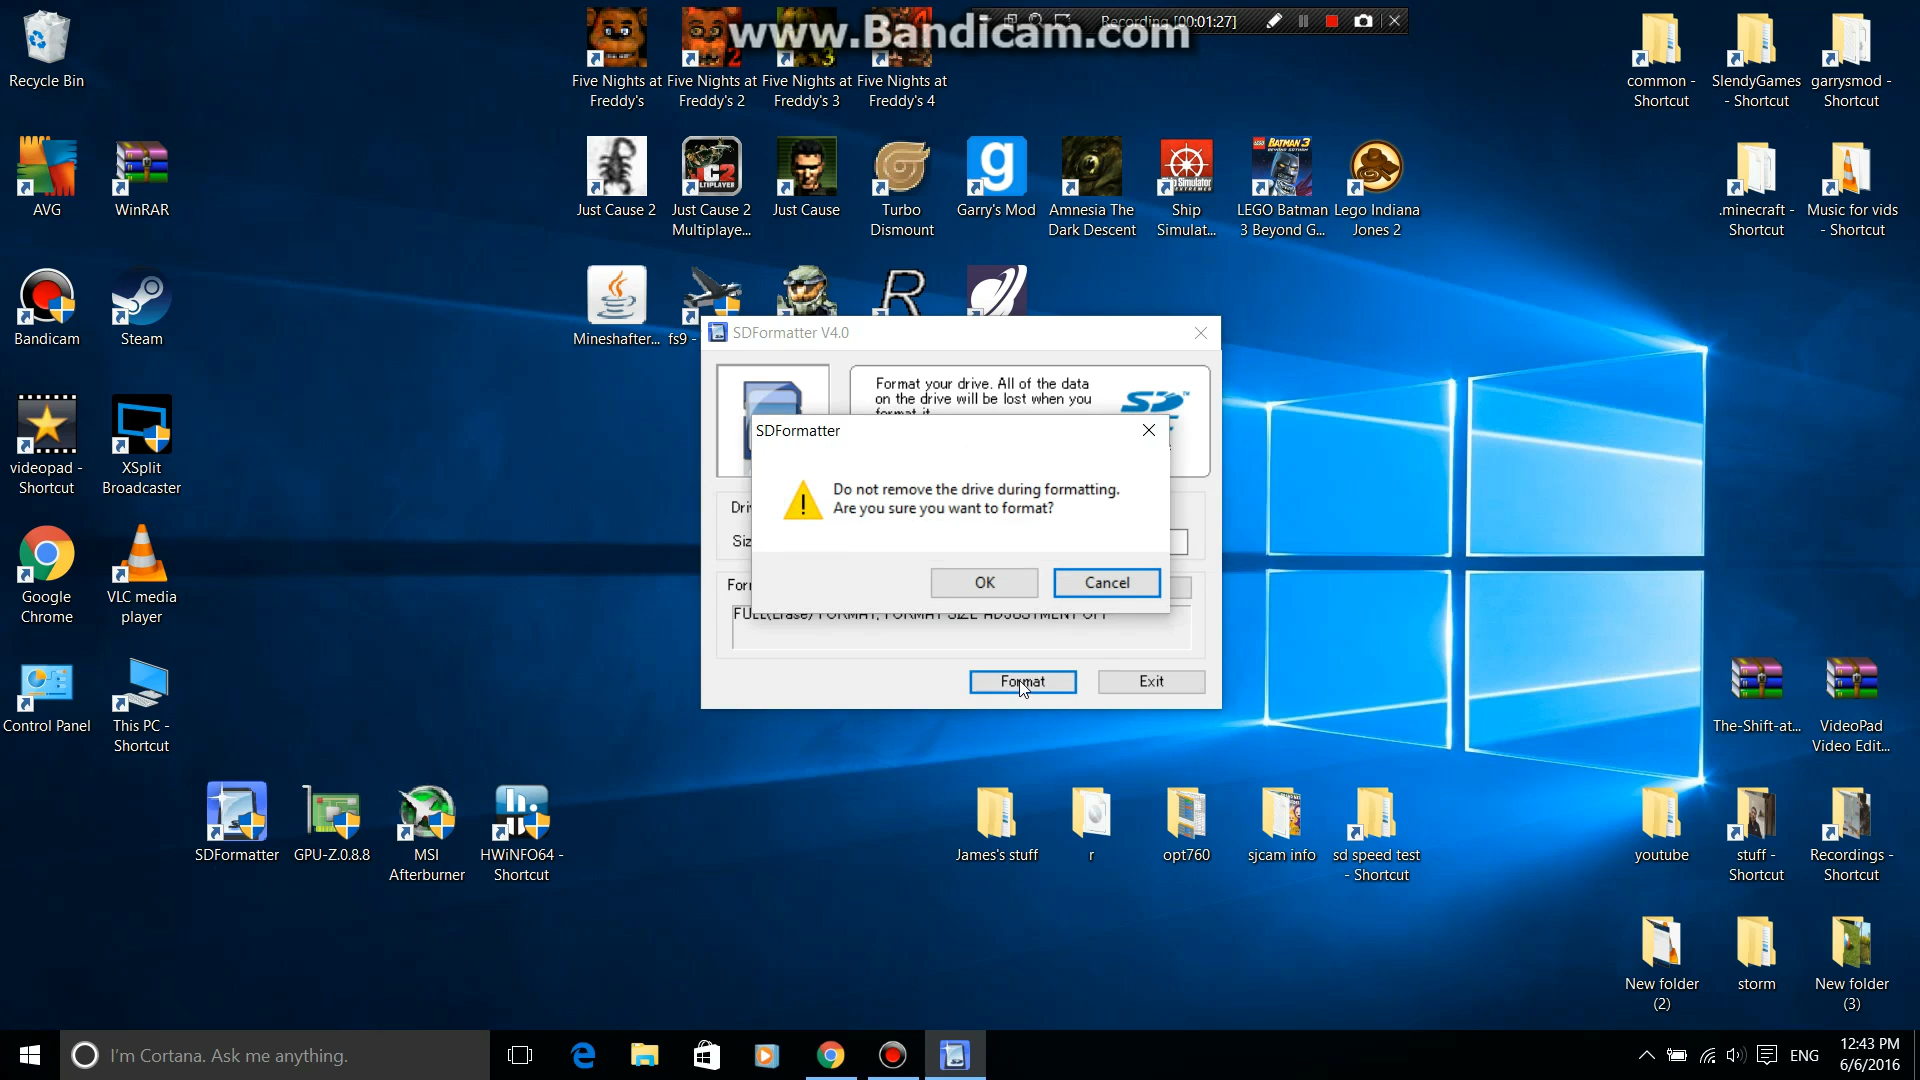 www.Bandicam.com
Recording [00:01:27]
Recycle Bin
Five Nights at
Freddy's
Five Nights at
Freddy's 2
Five Nights at
Freddy's 3
Five Nights at
Freddy's 4
common -
Shortcut
SlendyGames
- Shortcut
garrysmod -
Shortcut
AVG
WinRAR
Just Cause 2
Just Cause 2
Multiplaye...
Just Cause
Turbo
Dismount
Garry's Mod
Amnesia The
Dark Descent
Ship
Simulat...
LEGO Batman
3 Beyond G...
Lego Indiana
Jones 2
.minecraft -
Shortcut
Music for vids
- Shortcut
Bandicam
Steam
Mineshafter...
fs9 -
SDFormatter V4.0
Format your drive. All of the data
on the drive will be lost when you
format it.
SDFormatter
Do not remove the drive during formatting.
Are you sure you want to format?
OK
Cancel
FULL(Erase) FORMAT, FORMAT SIZE ADJUSTMENT OFF
Format
Exit
videopad -
Shortcut
XSplit
Broadcaster
Google
Chrome
VLC media
player
Control Panel
This PC -
Shortcut
The-Shift-at...
VideoPad
Video Edit...
SDFormatter
GPU-Z.0.8.8
MSI
Afterburner
HWiNFO64 -
Shortcut
James's stuff
r
opt760
sjcam info
sd speed test
- Shortcut
youtube
stuff -
Shortcut
Recordings -
Shortcut
New folder
(2)
storm
New folder
(3)
I'm Cortana. Ask me anything.
ENG
12:43 PM
6/6/2016